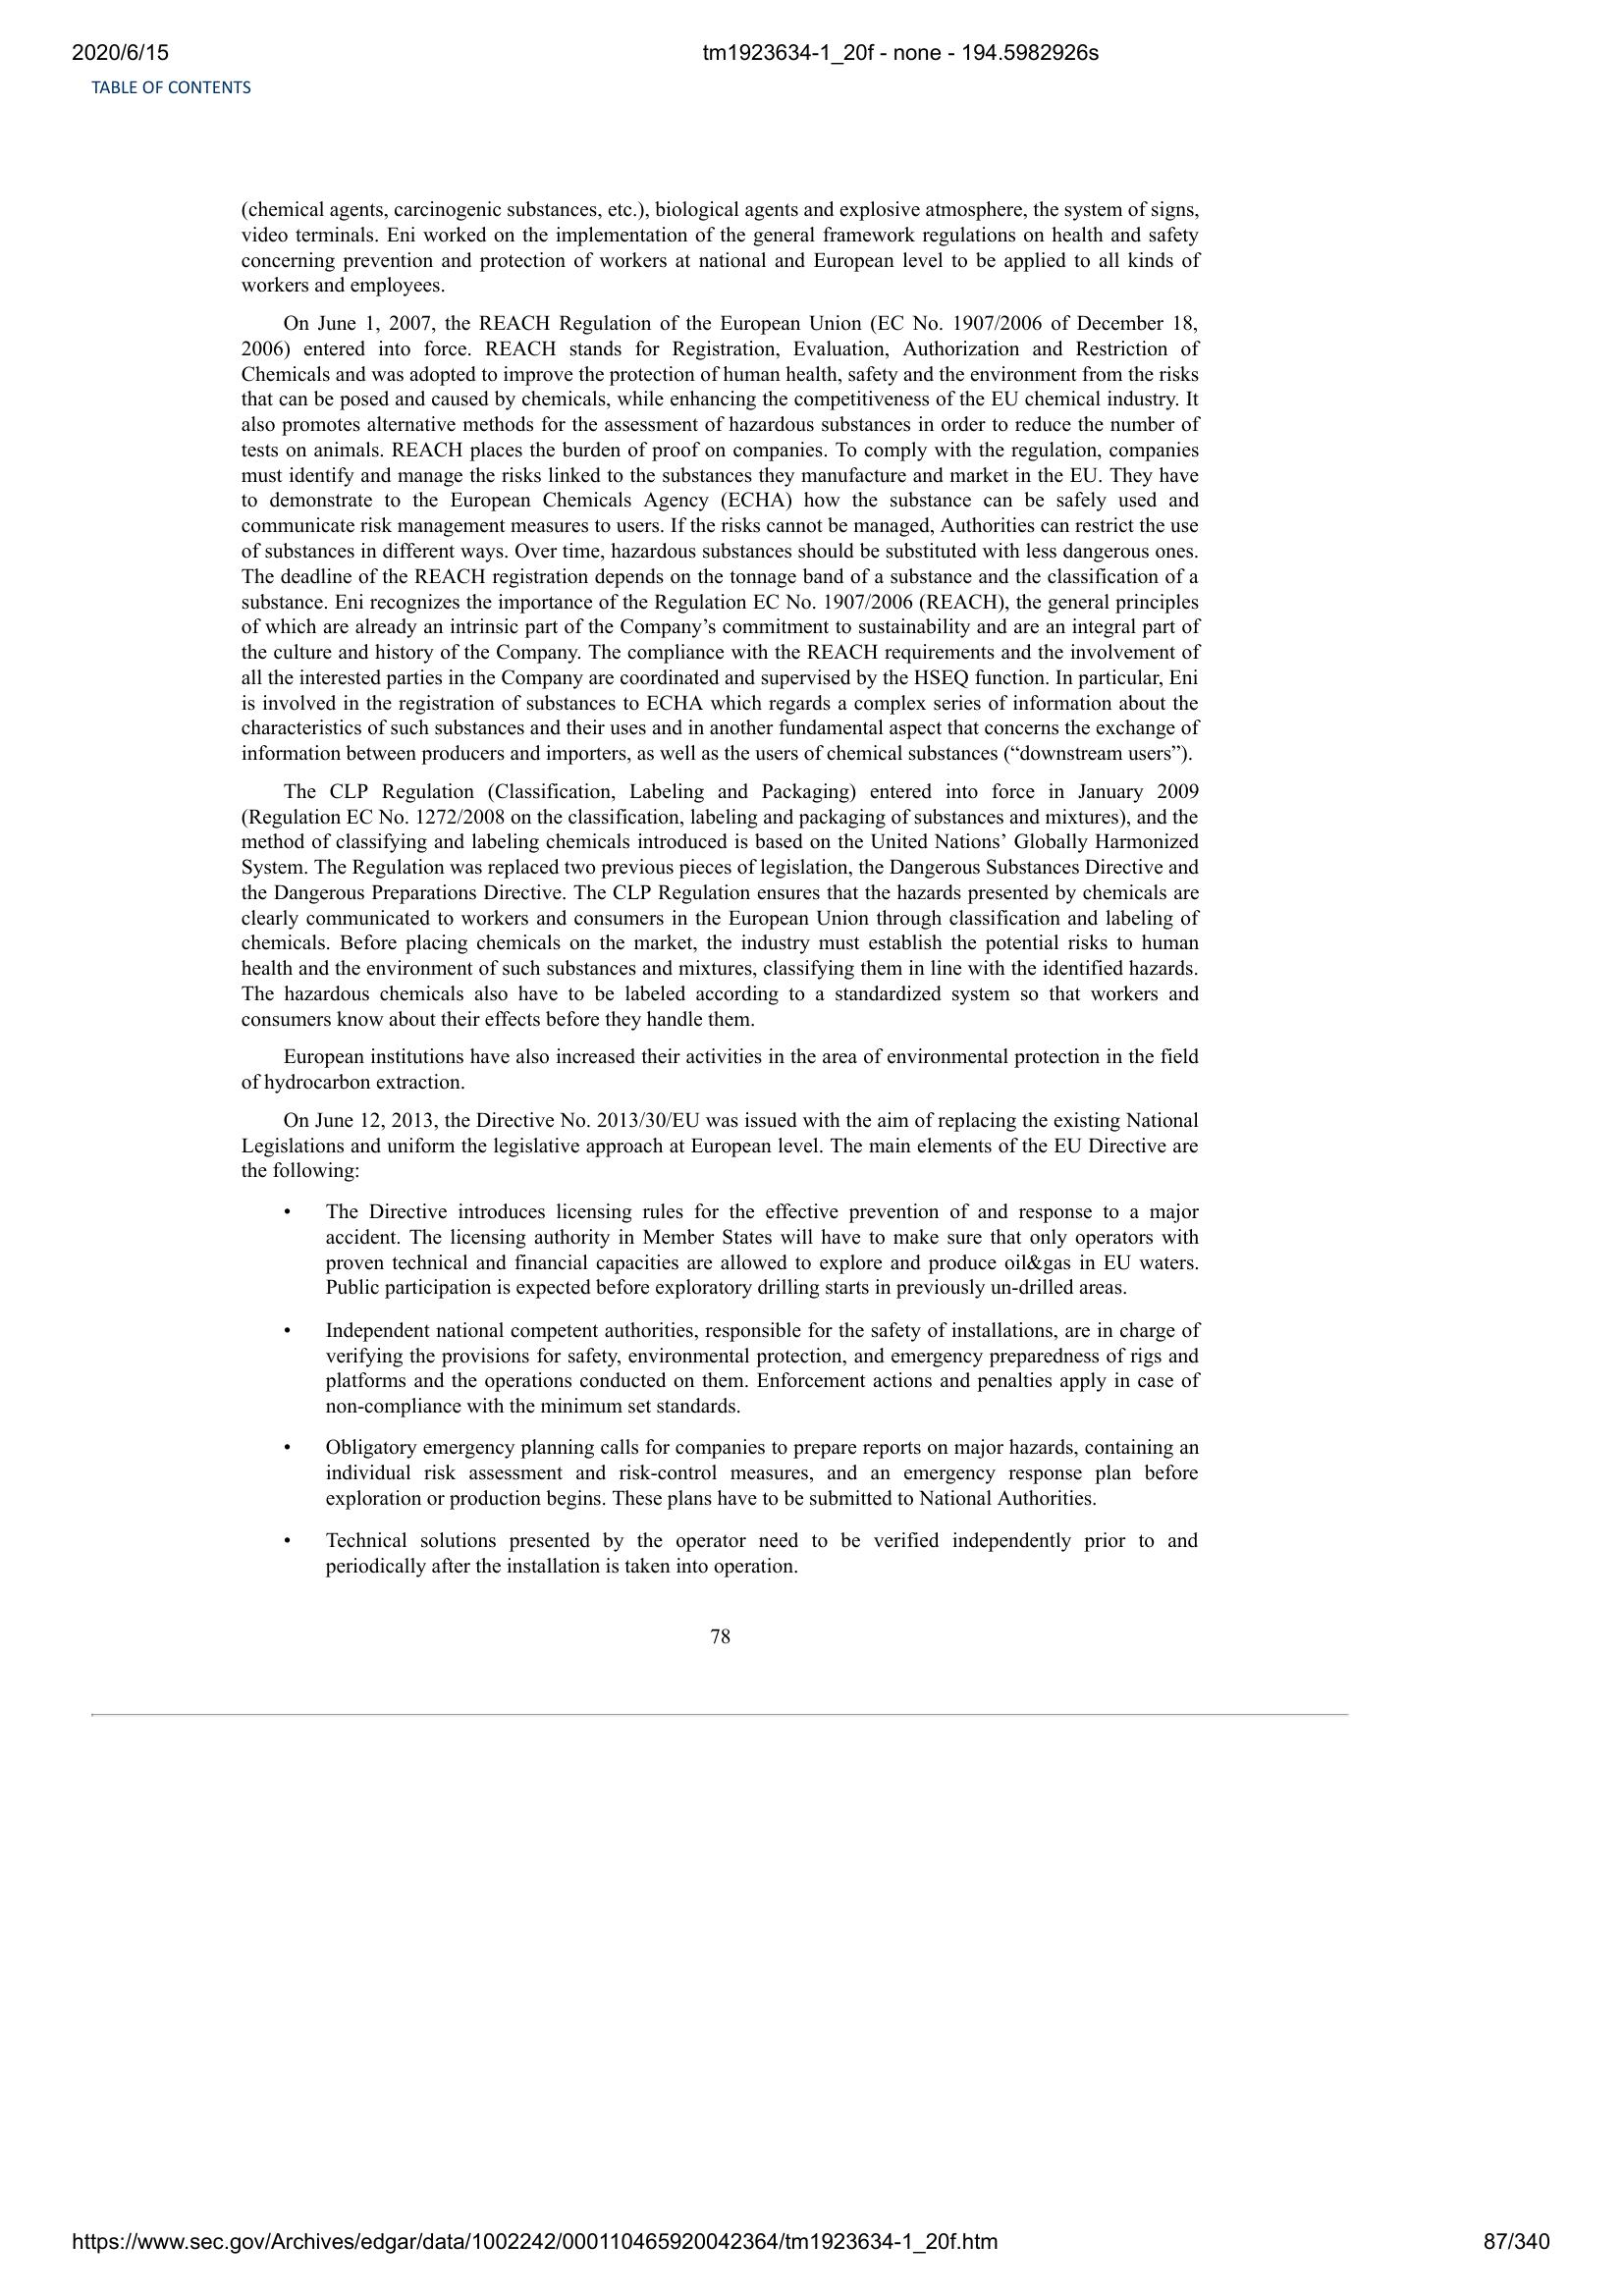 2020/6/15
tm1923634-1_20f - none - 194.5982926s
TABLE OF CONTENTS
(chemical agents, carcinogenic substances, etc.), biological agents and explosive atmosphere, the system of signs,
video terminals. Eni worked on the implementation of the general framework regulations on health and safety
concerning prevention and protection of workers at national and European level to be applied to all kinds of
workers and employees.
On June 1, 2007, the REACH Regulation of the European Union (EC No. 1907/2006 of December 18,
2006) entered into force. REACH stands for Registration, Evaluation, Authorization and Restriction of
Chemicals and was adopted to improve the protection of human health, safety and the environment from the risks
that can be posed and caused by chemicals, while enhancing the competitiveness of the EU chemical industry. It
also promotes alternative methods for the assessment of hazardous substances in order to reduce the number of
tests on animals. REACH places the burden of proof on companies. To comply with the regulation, companies
must identify and manage the risks linked to the substances they manufacture and market in the EU. They have
to demonstrate to the European Chemicals Agency (ECHA) how the substance can be safely used and
communicate risk management measures to users. If the risks cannot be managed, Authorities can restrict the use
of substances in different ways. Over time, hazardous substances should be substituted with less dangerous ones.
The deadline of the REACH registration depends on the tonnage band of a substance and the classification of a
substance. Eni recognizes the importance of the Regulation EC No. 1907/2006 (REACH), the general principles
of which are already an intrinsic part of the Company’s commitment to sustainability and are an integral part of
the culture and history of the Company. The compliance with the REACH requirements and the involvement of
all the interested parties in the Company are coordinated and supervised by the HSEQ function. In particular, Eni
is involved in the registration of substances to ECHA which regards a complex series of information about the
characteristics of such substances and their uses and in another fundamental aspect that concerns the exchange of
information between producers and importers, as well as the users of chemical substances (“downstream users”).
The CLP Regulation (Classification, Labeling and Packaging) entered into force in January 2009
(Regulation EC No. 1272/2008 on the classification, labeling and packaging of substances and mixtures), and the
method of classifying and labeling chemicals introduced is based on the United Nations’ Globally Harmonized
System. The Regulation was replaced two previous pieces of legislation, the Dangerous Substances Directive and
the Dangerous Preparations Directive. The CLP Regulation ensures that the hazards presented by chemicals are
clearly communicated to workers and consumers in the European Union through classification and labeling of
chemicals. Before placing chemicals on the market, the industry must establish the potential risks to human
health and the environment of such substances and mixtures, classifying them in line with the identified hazards.
The hazardous chemicals also have to be labeled according to a standardized system so that workers and
consumers know about their effects before they handle them.
European institutions have also increased their activities in the area of environmental protection in the field
of hydrocarbon extraction.
On June 12, 2013, the Directive No. 2013/30/EU was issued with the aim of replacing the existing National
Legislations and uniform the legislative approach at European level. The main elements of the EU Directive are
the following:
• The Directive introduces licensing rules for the effective prevention of and response to a major
accident. The licensing authority in Member States will have to make sure that only operators with
proven technical and financial capacities are allowed to explore and produce oil&gas in EU waters.
Public participation is expected before exploratory drilling starts in previously un-drilled areas.
• Independent national competent authorities, responsible for the safety of installations, are in charge of
verifying the provisions for safety, environmental protection, and emergency preparedness of rigs and
platforms and the operations conducted on them. Enforcement actions and penalties apply in case of
non-compliance with the minimum set standards.
• Obligatory emergency planning calls for companies to prepare reports on major hazards, containing an
individual risk assessment and risk-control measures, and an emergency response plan before
exploration or production begins. These plans have to be submitted to National Authorities.
• Technical solutions presented by the operator need to be verified independently prior to and
periodically after the installation is taken into operation.
78
https://www.sec.gov/Archives/edgar/data/1002242/000110465920042364/tm1923634-1_20f.htm
87/340